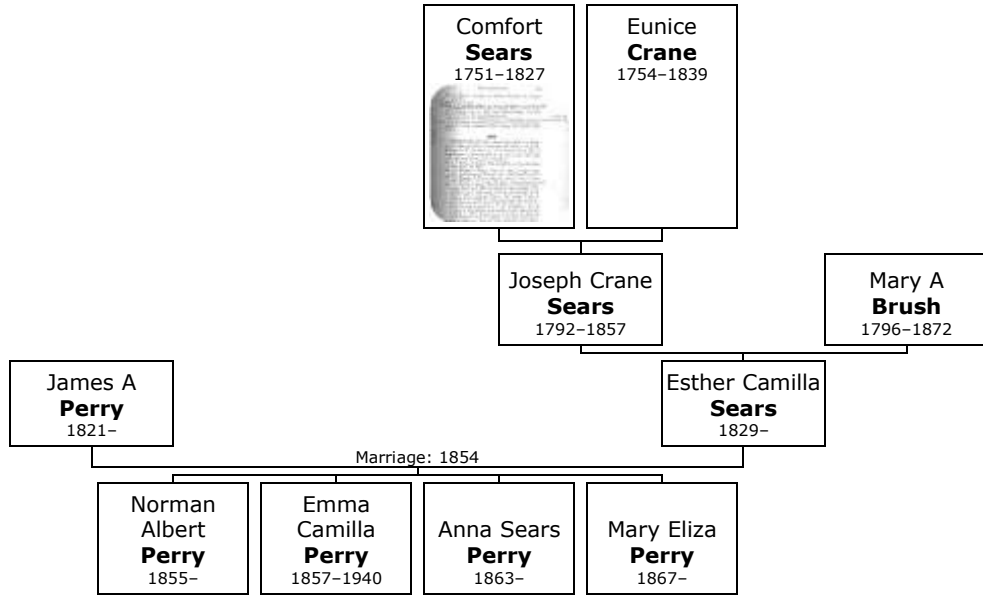 Comfort
Sears
1751–1827
Eunice
Crane
1754–1839
Joseph Crane
Sears
1792–1857
Mary A
Brush
1796–1872
James A
Perry
1821–
Esther Camilla
Sears
1829–
Marriage: 1854
Norman
Albert
Perry
1855–
Emma
Camilla
Perry
1857–1940
Anna Sears
Perry
1863–
Mary Eliza
Perry
1867–